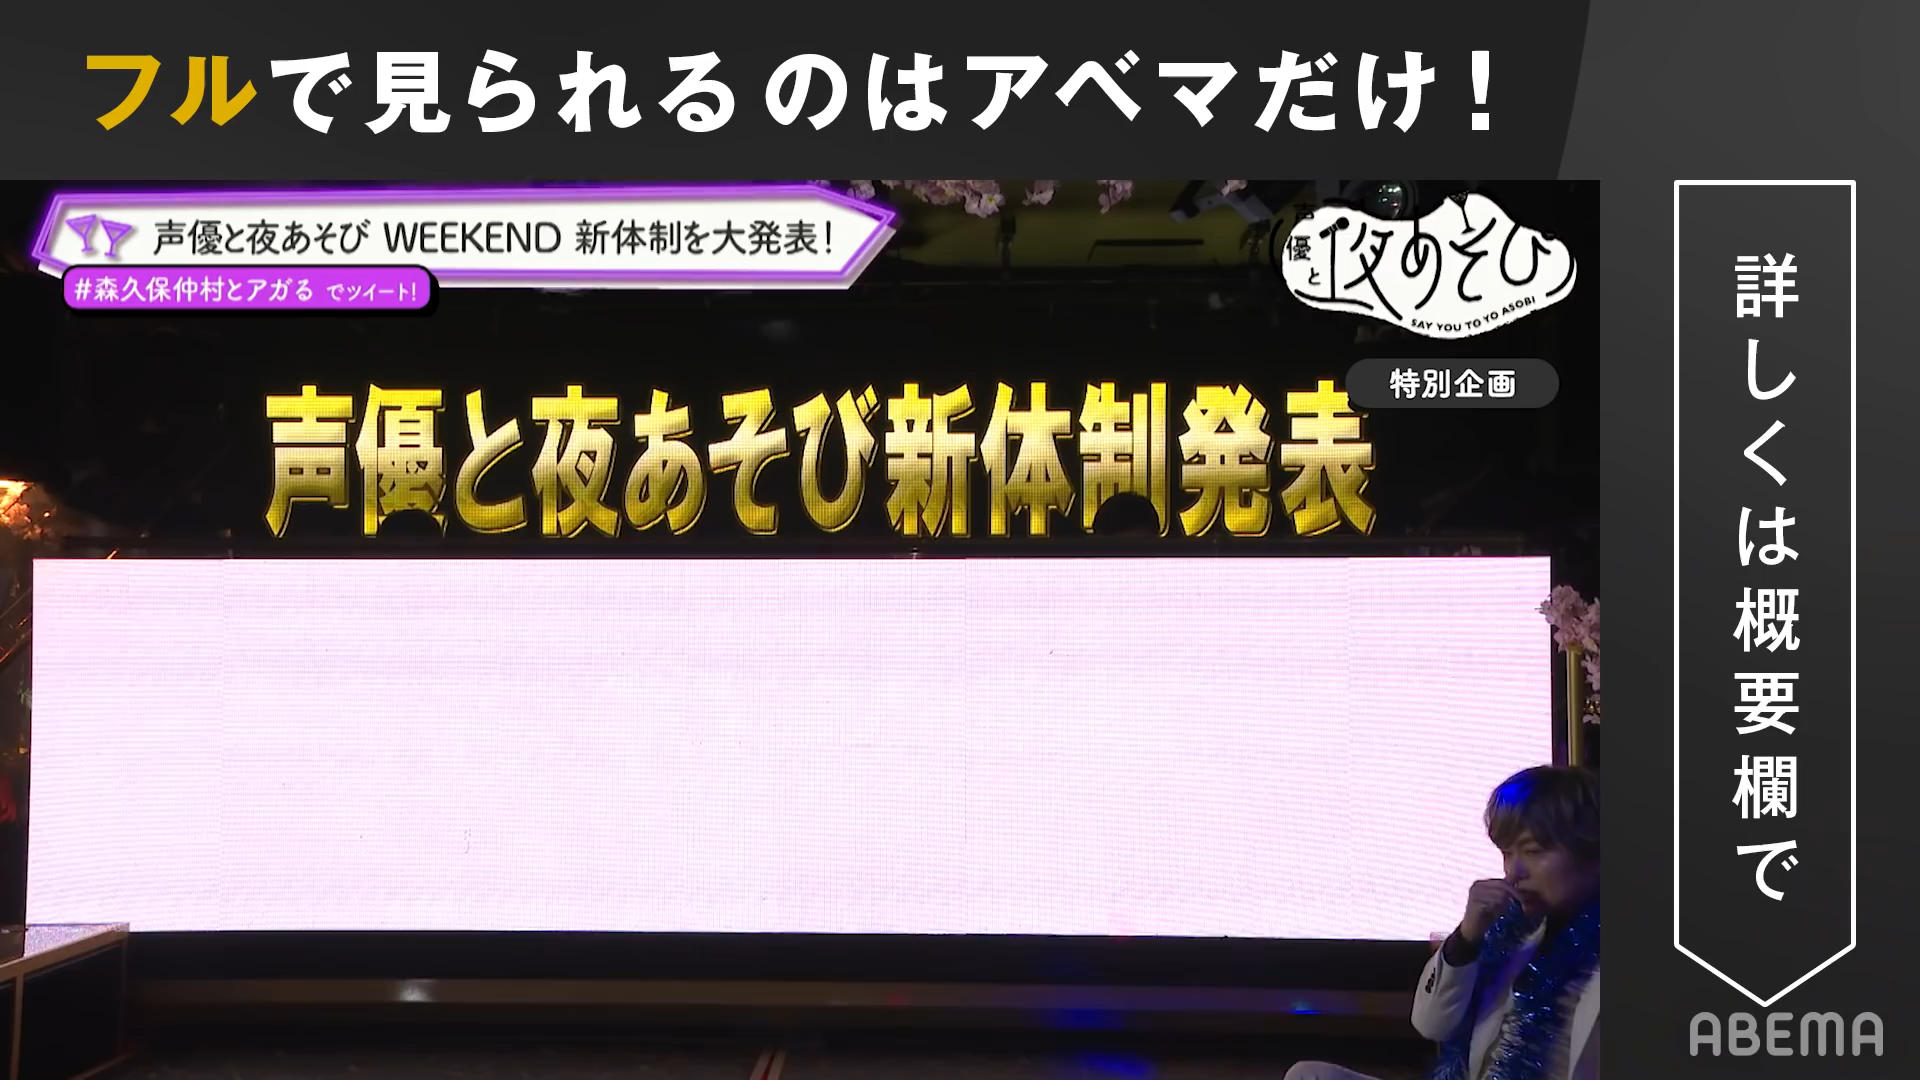 フルで見られるのはアベマだけ！
声優と夜あそび WEEKEND 新体制を大発表！
#森久保仲村とアガる でツイート！
声優と夜あそび
SAY YOU TO YO ASOBI
特別企画
声優と夜あそび新体制発表
詳しくは概要欄で
ABEMA